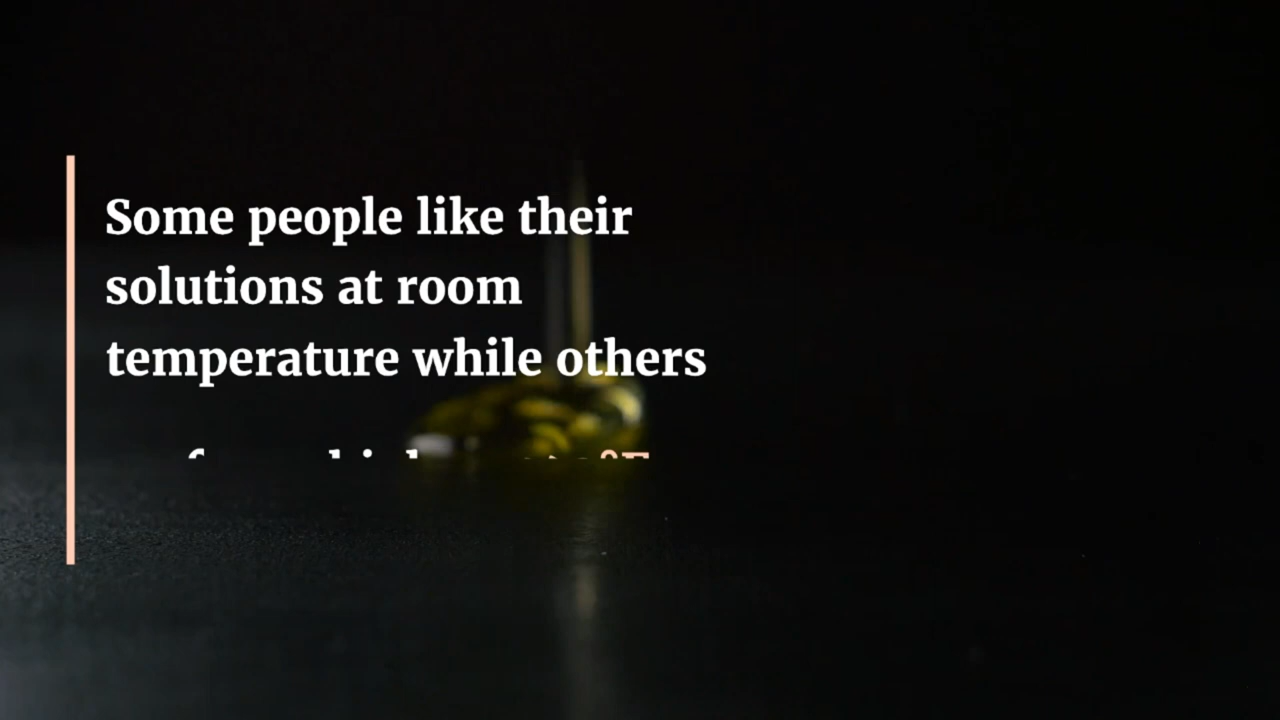 Some people like their
solutions at room
temperature while others